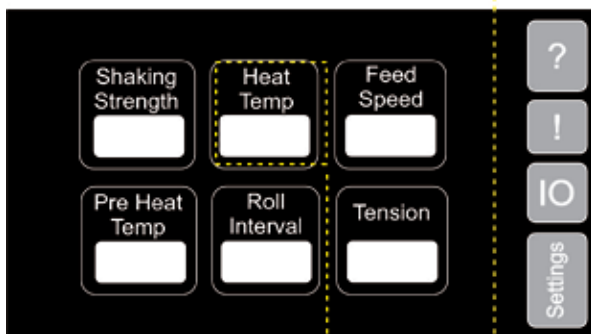 Shaking
Strength
Heat
Temp
Feed
Speed
?
!
Pre Heat
Temp
Roll
Interval
Tension
IO
Settings